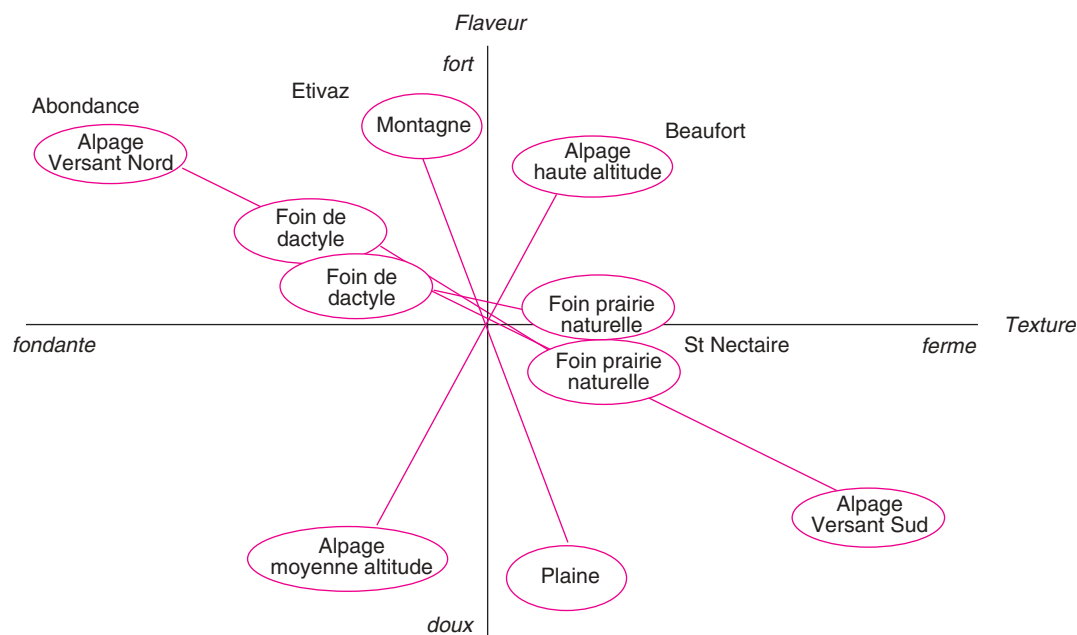 Flaveur
fort
Etivaz
Abondance
Montagne
Beaufort
Alpage
Versant Nord
Alpage
haute altitude
Foin de
dactyle
Foin de
dactyle
Foin prairie
naturelle
Texture
fondante
St Nectaire
ferme
Foin prairie
naturelle
Alpage
Versant Sud
Alpage
moyenne altitude
Plaine
doux